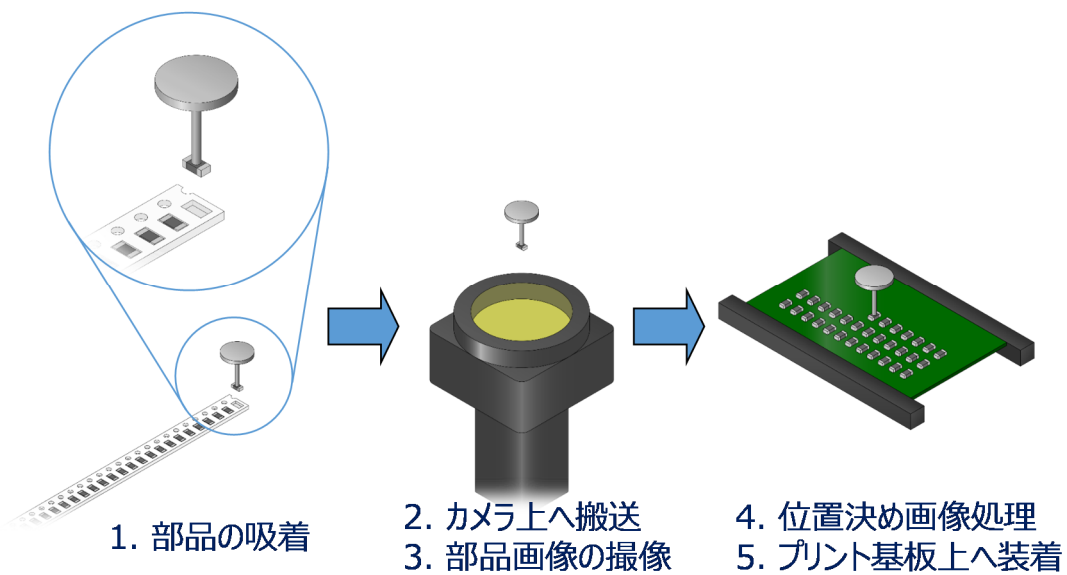 1. 部品の吸着
2. カメラ上へ搬送
3. 部品画像の撮像
4. 位置決め画像処理
5. プリント基板上へ装着